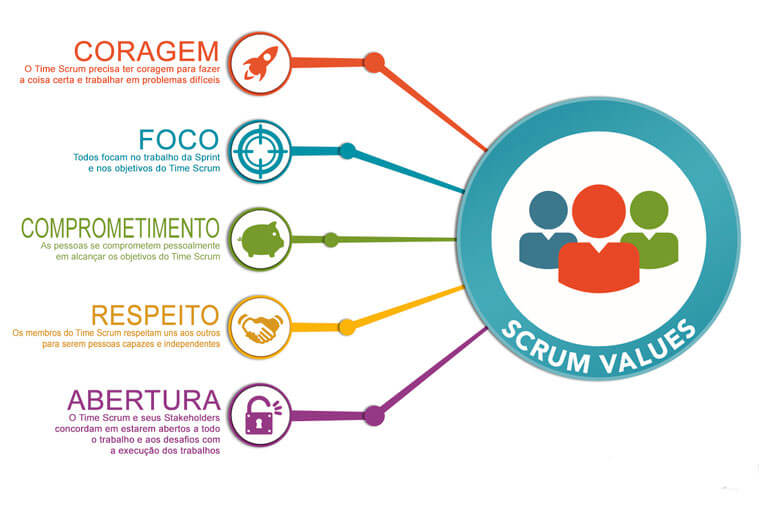 CORAGEM
O Time Scrum precisa ter coragem para fazer
a coisa certa e trabalhar em problemas difíceis
FOCO
Todos focam no trabalho da Sprint
e nos objetivos do Time Scrum
COMPROMETIMENTO
As pessoas se comprometem pessoalmente
em alcançar os objetivos do Time Scrum
RESPEITO
Os membros do Time Scrum respeitam uns aos outros
para serem pessoas capazes e independentes
ABERTURA
O Time Scrum e seus Stakeholders
concordam em estarem abertos a todo
o trabalho e aos desafios com
a execução dos trabalhos
SCRUM VALUES